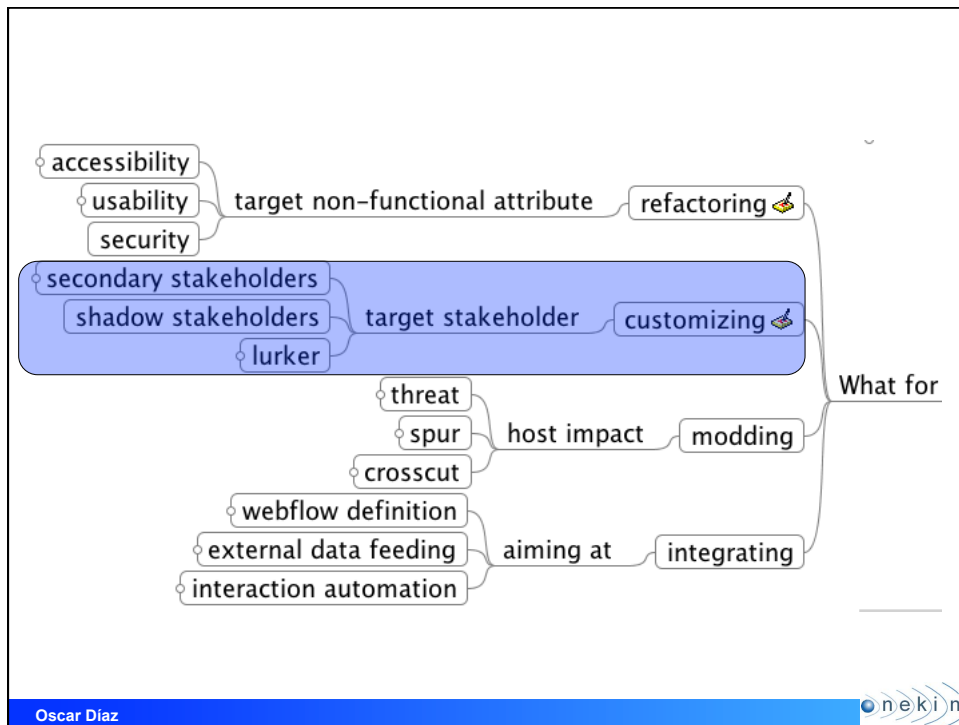 accessibility
usability
security
target non-functional attribute
refactoring
secondary stakeholders
shadow stakeholders
lurker
target stakeholder
customizing
What for
threat
spur
crosscut
host impact
modding
webflow definition
external data feeding
interaction automation
aiming at
integrating
Oscar Díaz
onekin